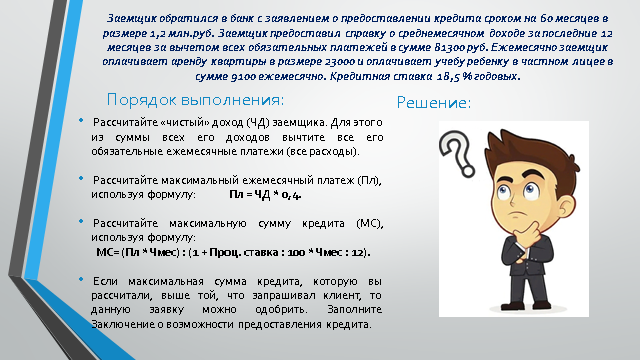 Заемщик обратился в банк с заявлением о предоставлении кредита сроком на 60 месяцев в
размере 1,2 млн.руб. Заемщик предоставил справку о среднемесячном доходе за последние 12
месяцев за вычетом всех обязательных платежей в сумме 81300 руб. Ежемесячно заемщик
оплачивает аренду квартиры в размере 23000 и оплачивает учебу ребенку в частном лицее в
сумме 9100 ежемесячно. Кредитная ставка 18,5 % годовых.
Порядок выполнения:
• Рассчитайте «чистый» доход (ЧД) заемщика. Для этого
из суммы всех его доходов вычтите все его
обязательные ежемесячные платежи (все расходы).
• Рассчитайте максимальный ежемесячный платеж (Пл),
используя формулу: Пл = ЧД * 0,4.
• Рассчитайте максимальную сумму кредита (МС),
используя формулу:
МС= (Пл * Чмес) : (1 + Проц. ставка : 100 * Чмес : 12).
• Если максимальная сумма кредита, которую вы
рассчитали, выше той, что запрашивал клиент, то
данную заявку можно одобрить. Заполните
Заключение о возможности предоставления кредита.
Решение: